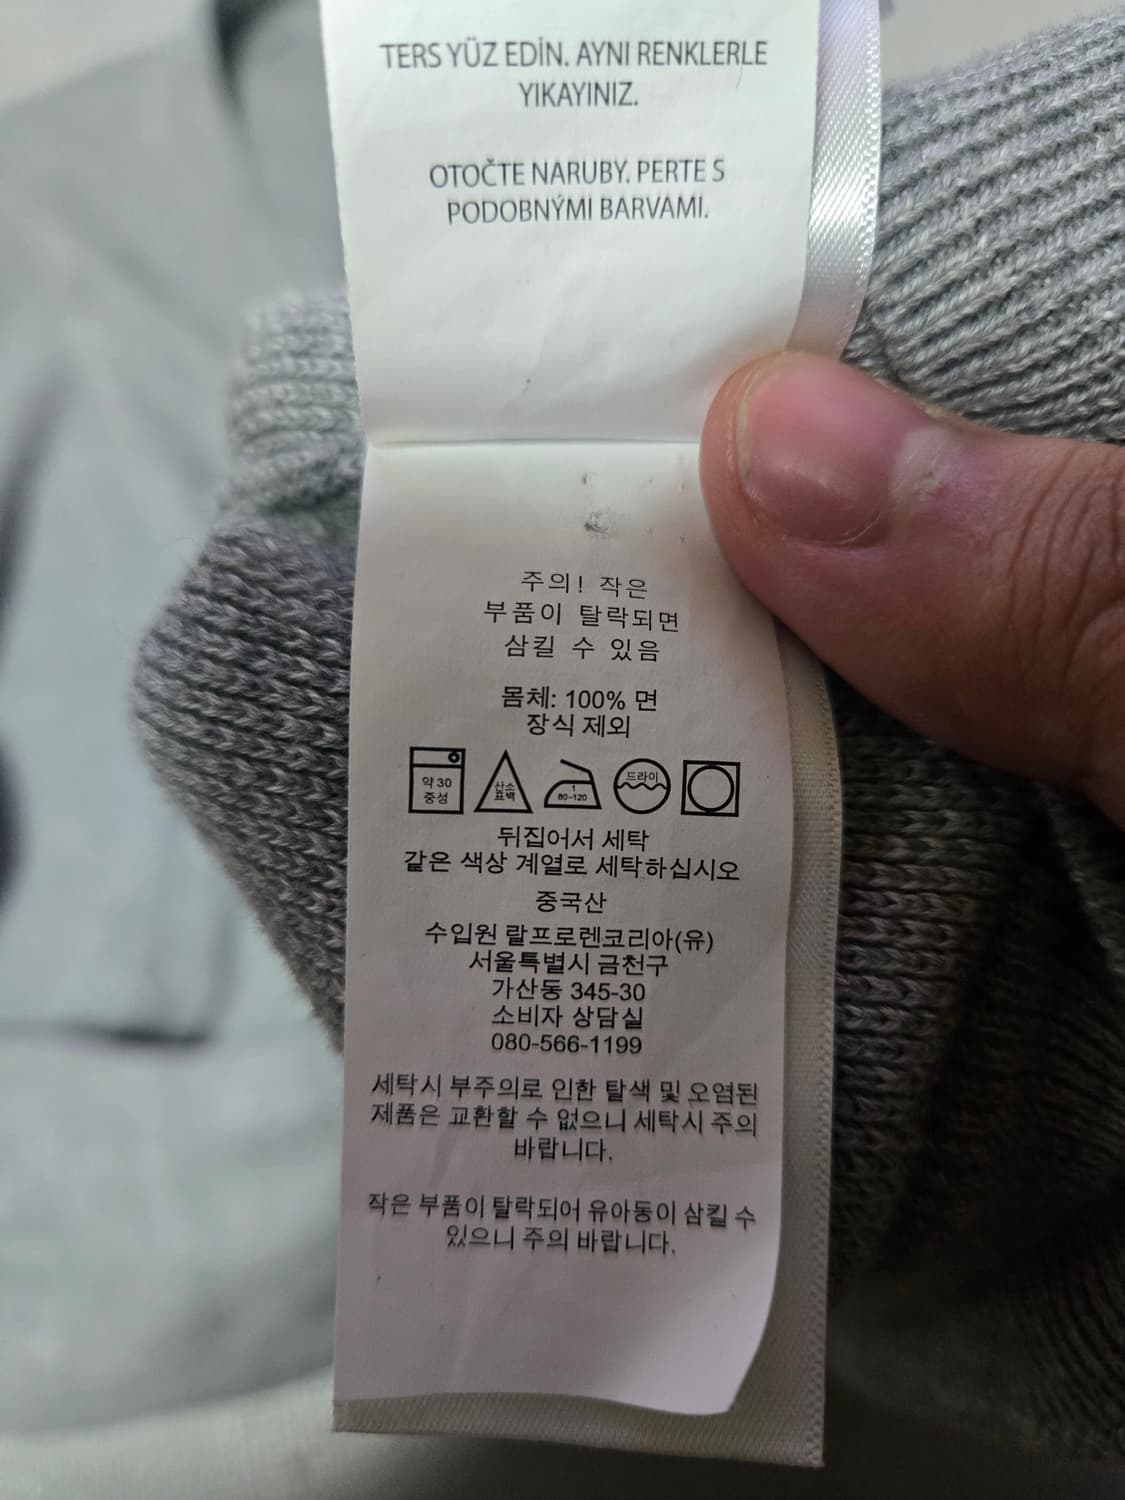 TERS YÜZ EDİN. AYNI RENKLERLE
YIKAYINIZ.
OTOČTE NARUBY. PERTE S
PODOBNÝMI BARVAMI.
주의! 작은
부품이 탈락되면
삼킬 수 있음
몸체: 100% 면
장식 제외
약 30
중성
산소
표백
80~120
드라이
뒤집어서 세탁
같은 색상 계열로 세탁하십시오
중국산
수입원 랄프로렌코리아(유)
서울특별시 금천구
가산동 345-30
소비자 상담실
080-566-1199
세탁시 부주의로 인한 탈색 및 오염된
제품은 교환할 수 없으니 세탁시 주의
바랍니다.
작은 부품이 탈락되어 유아동이 삼킬 수
있으니 주의 바랍니다.